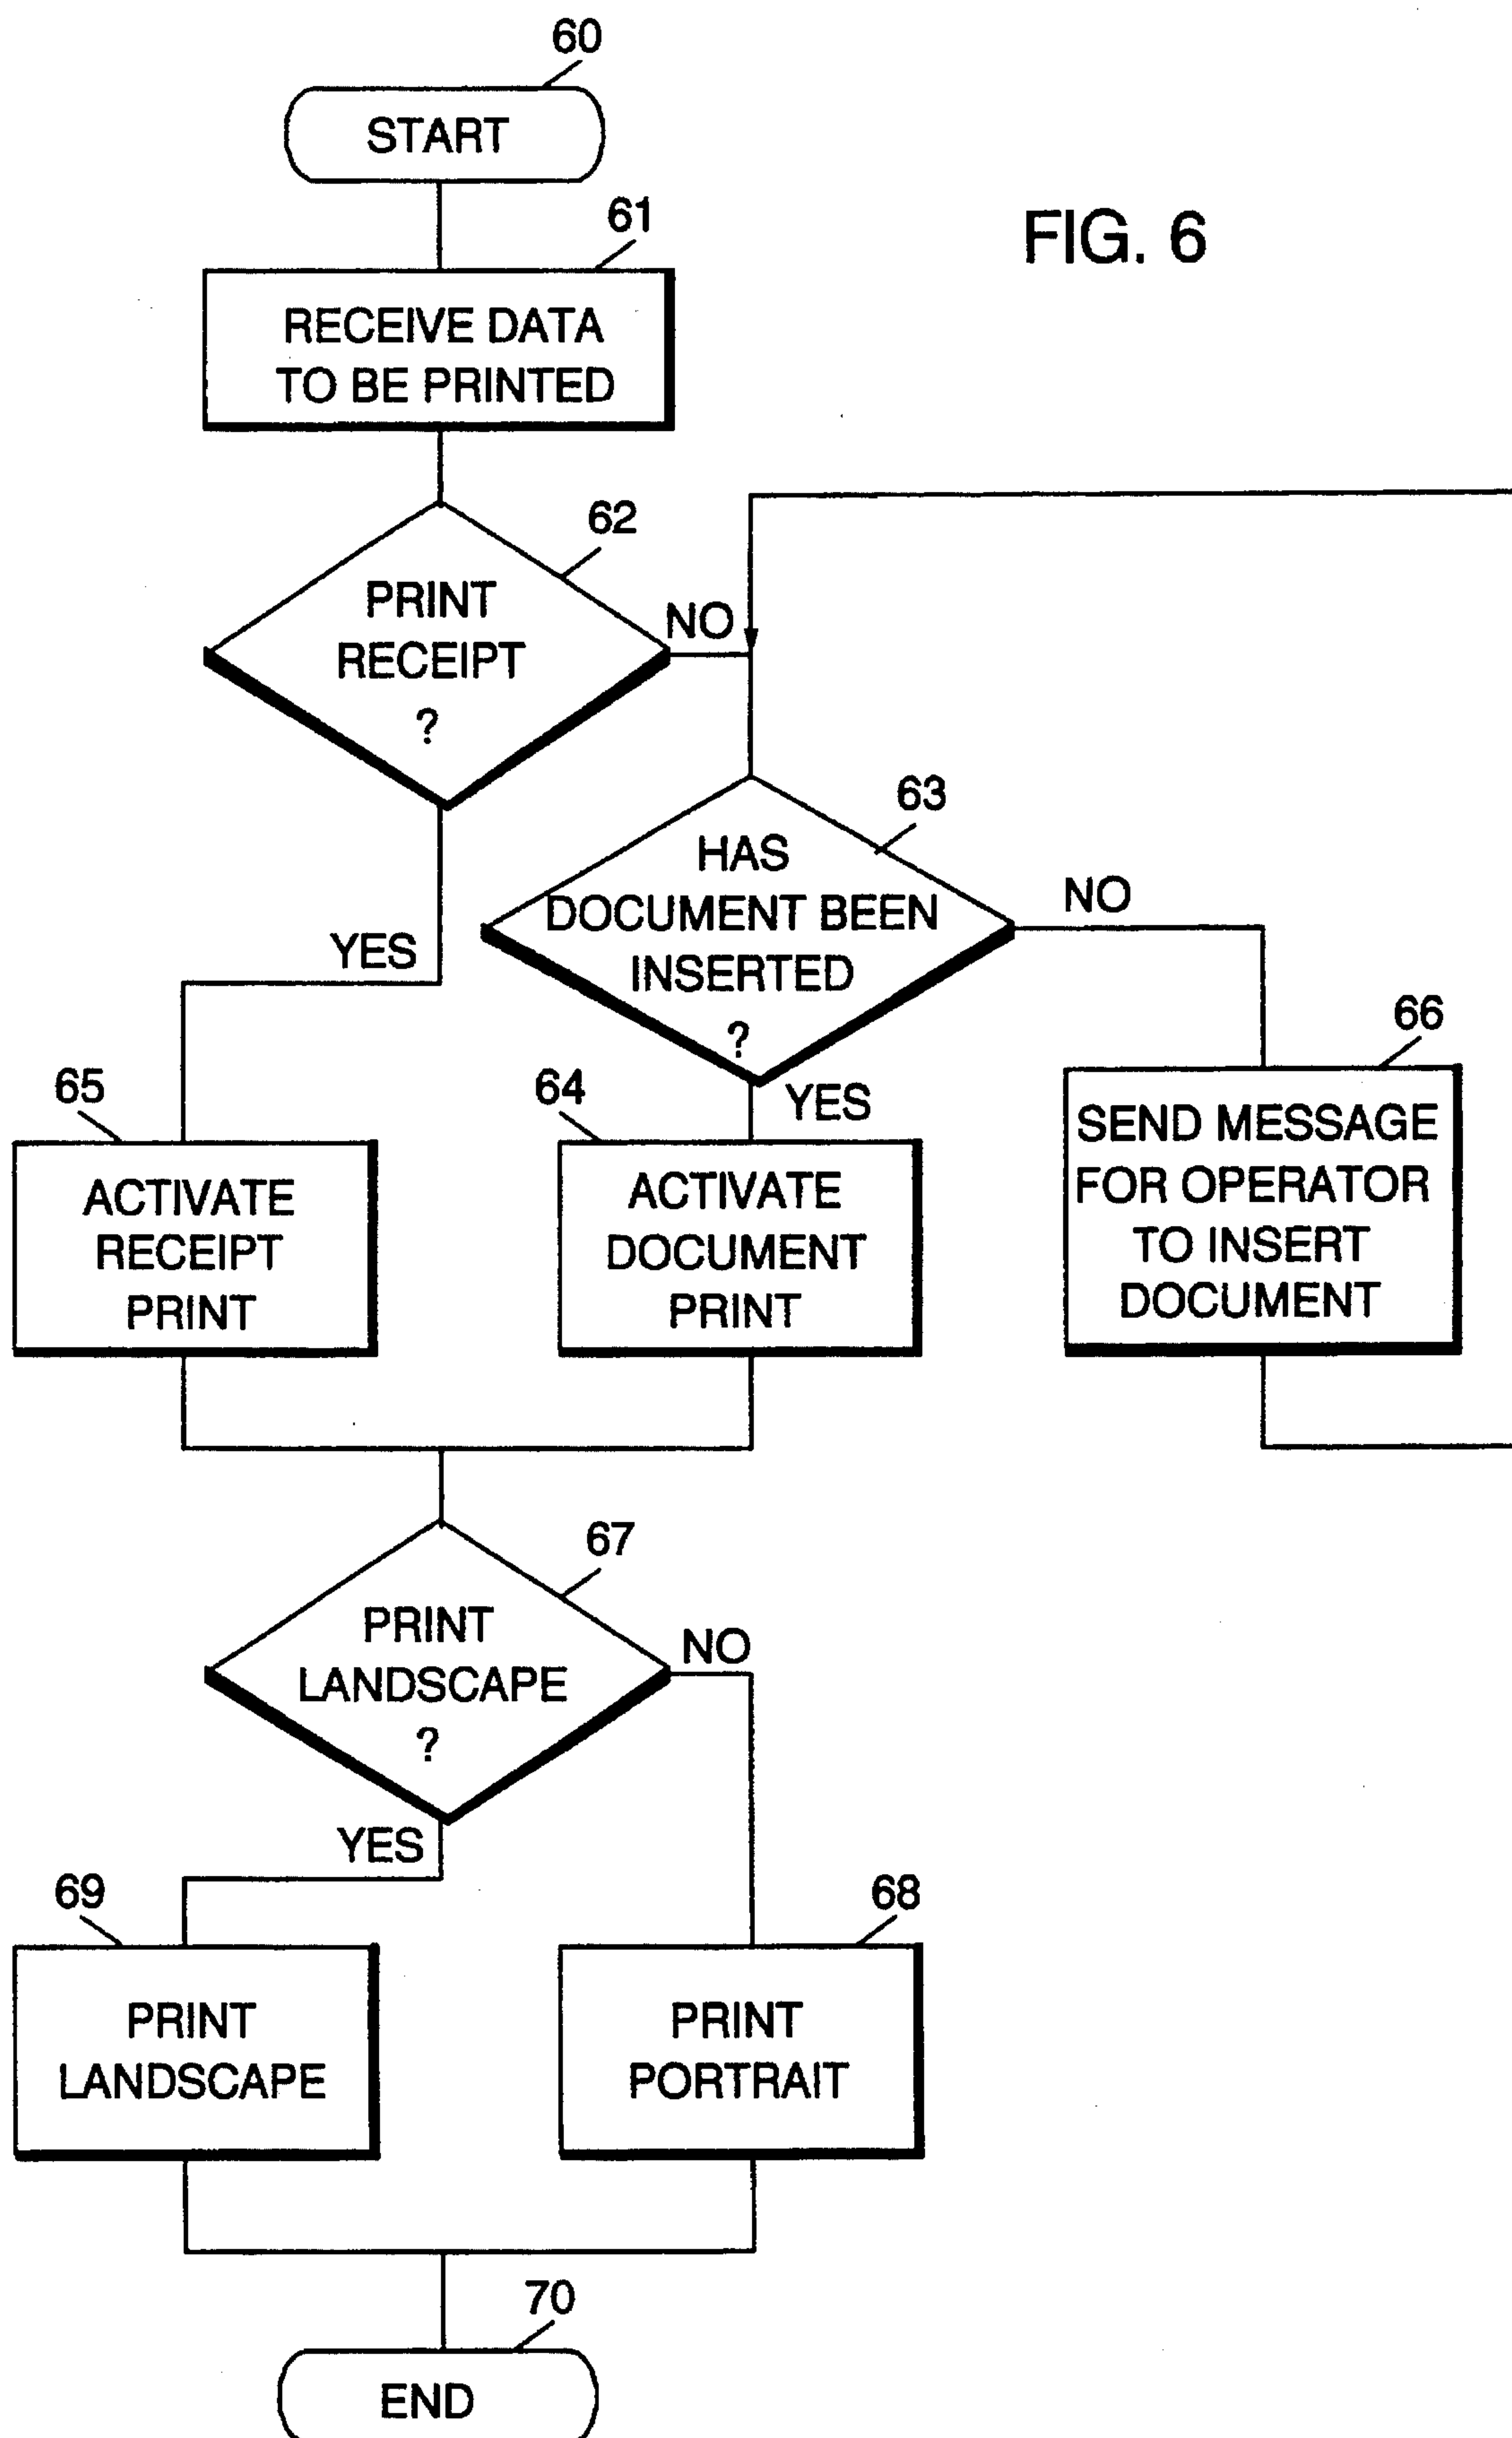 60
START
61
FIG. 6
RECEIVE DATA
TO BE PRINTED
62
PRINT
RECEIPT
?
NO
YES
63
HAS
DOCUMENT BEEN
INSERTED
?
NO
YES
65
ACTIVATE
RECEIPT
PRINT
64
ACTIVATE
DOCUMENT
PRINT
66
SEND MESSAGE
FOR OPERATOR
TO INSERT
DOCUMENT
67
PRINT
LANDSCAPE
?
NO
YES
69
PRINT
LANDSCAPE
68
PRINT
PORTRAIT
70
END